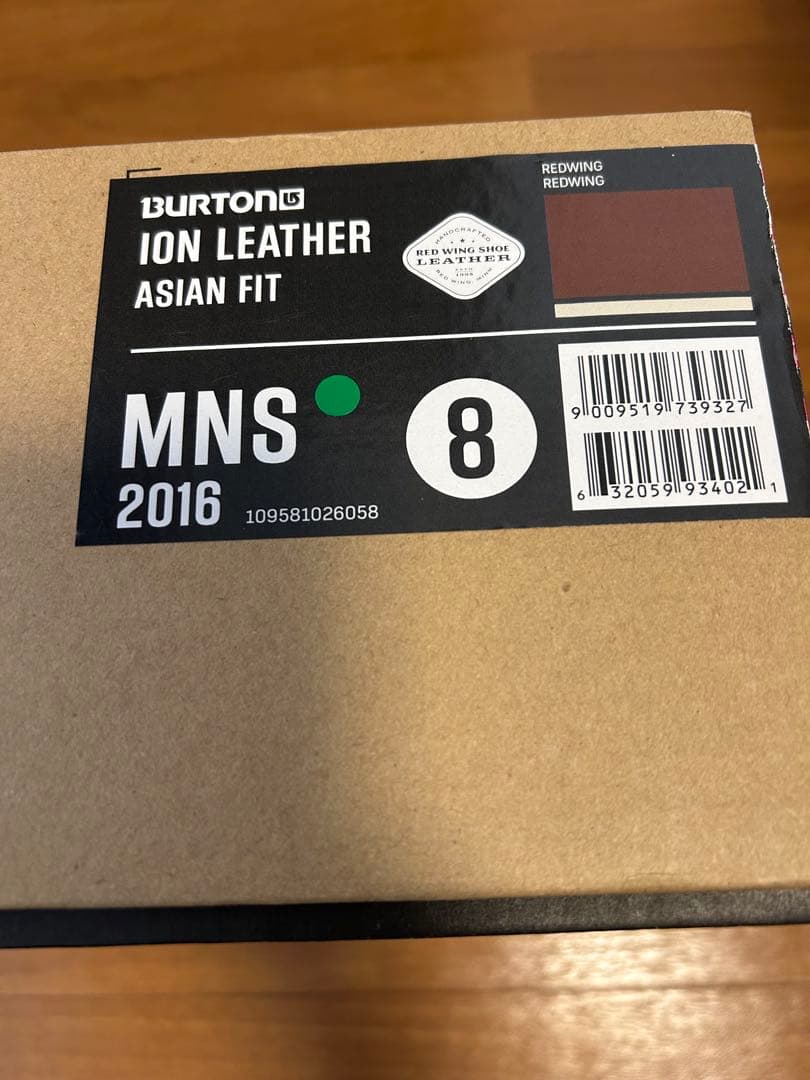 BURTON
ION LEATHER
ASIAN FIT
HANDCRAFTED
RED WING SHOE
LEATHER
RED WING, MINN.
REDWING
REDWING
MNS
2016
109581026058
8
9 009519 739327
6 32059 93402 1